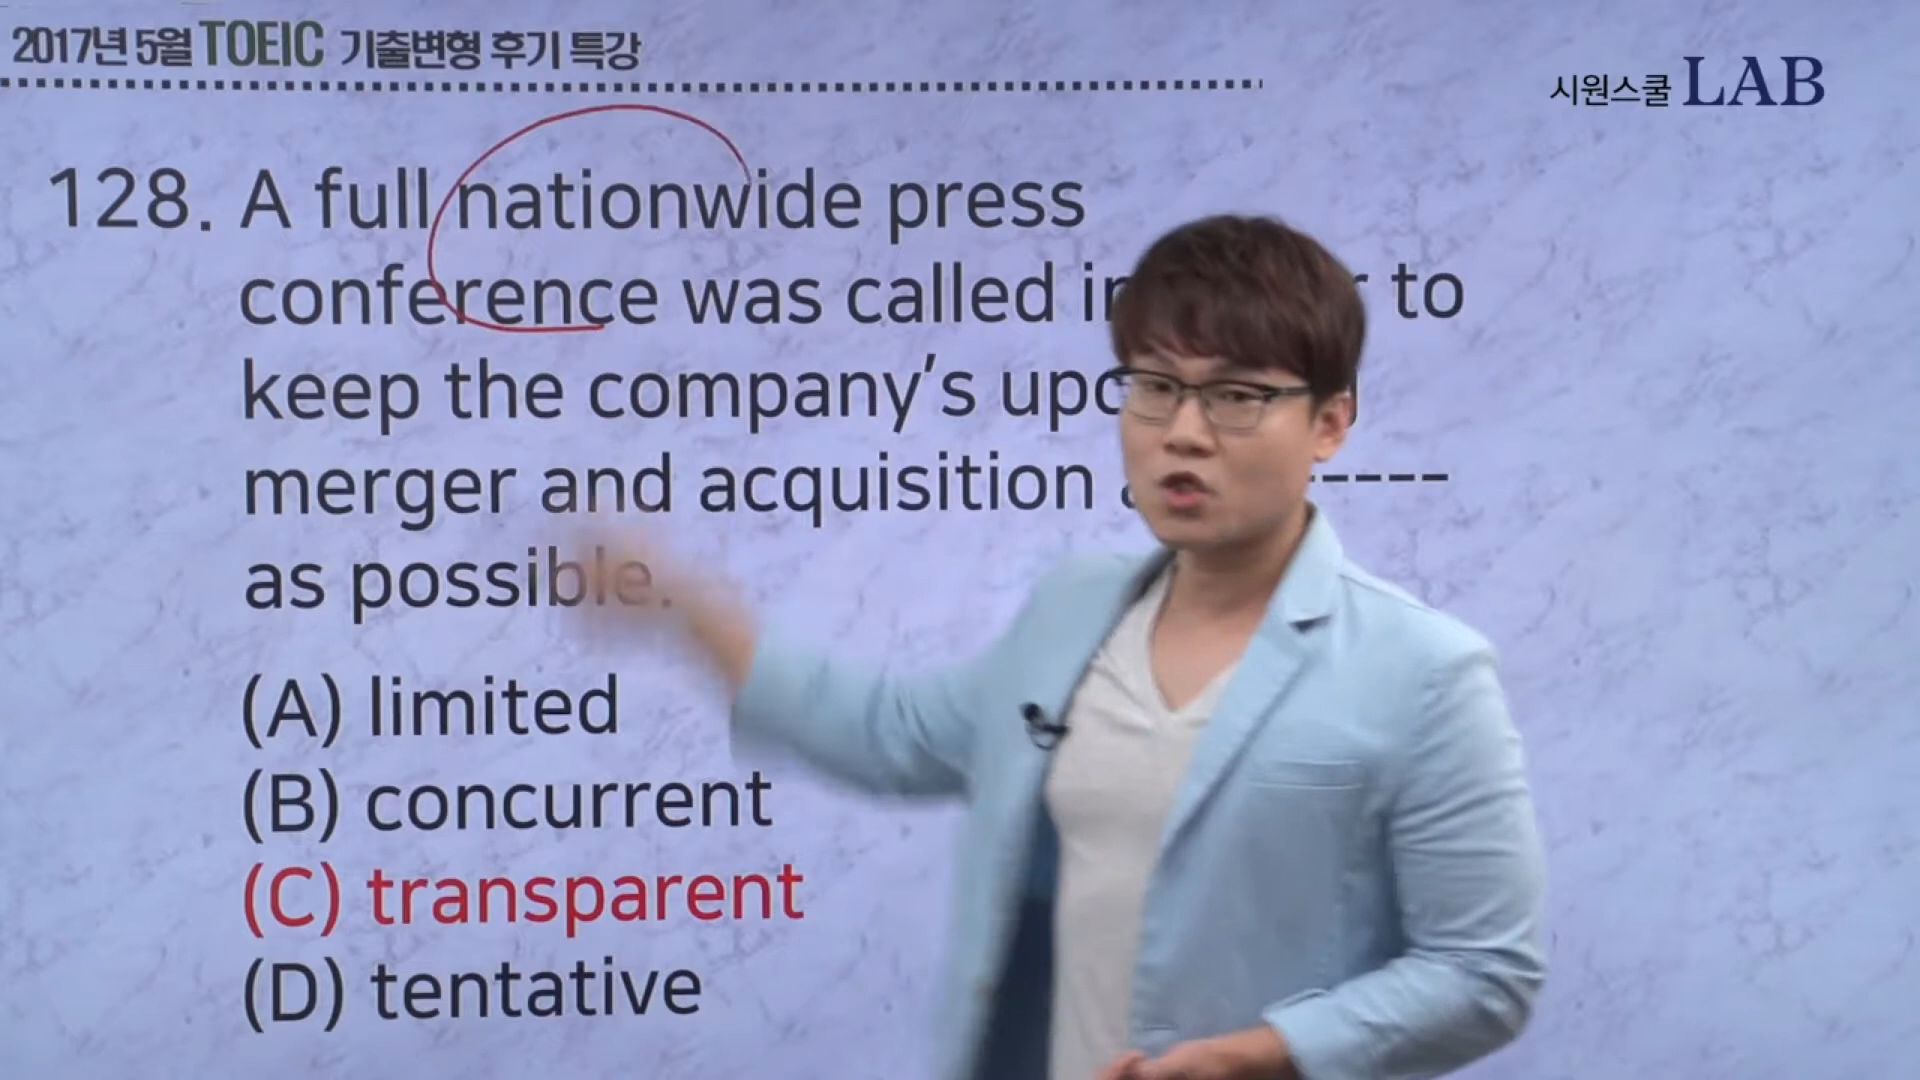 2017년 5월 TOEIC 기출변형 후기 특강
시원스쿨 LAB
128. A full nationwide press
conference was called to
keep the company's
merger and acquisition -----
as possible.
(A) limited
(B) concurrent
(C) transparent
(D) tentative